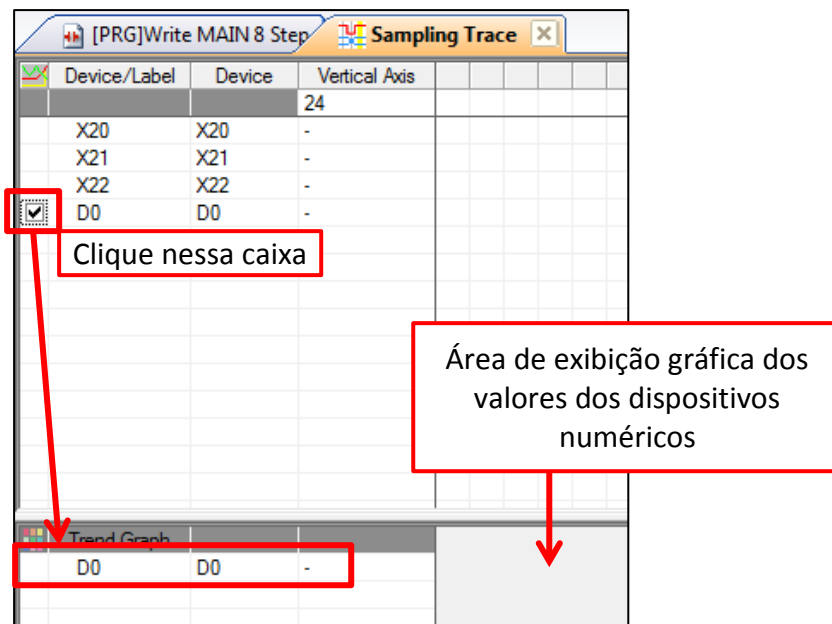 [PRG]Write MAIN 8 Step Sampling Trace
Device/Label Device Vertical Axis
24
X20 X20 -
X21 X21 -
X22 X22 -
D0 D0 -
Clique nessa caixa
Área de exibição gráfica dos
valores dos dispositivos
numéricos
Trend Graph
D0 D0 -